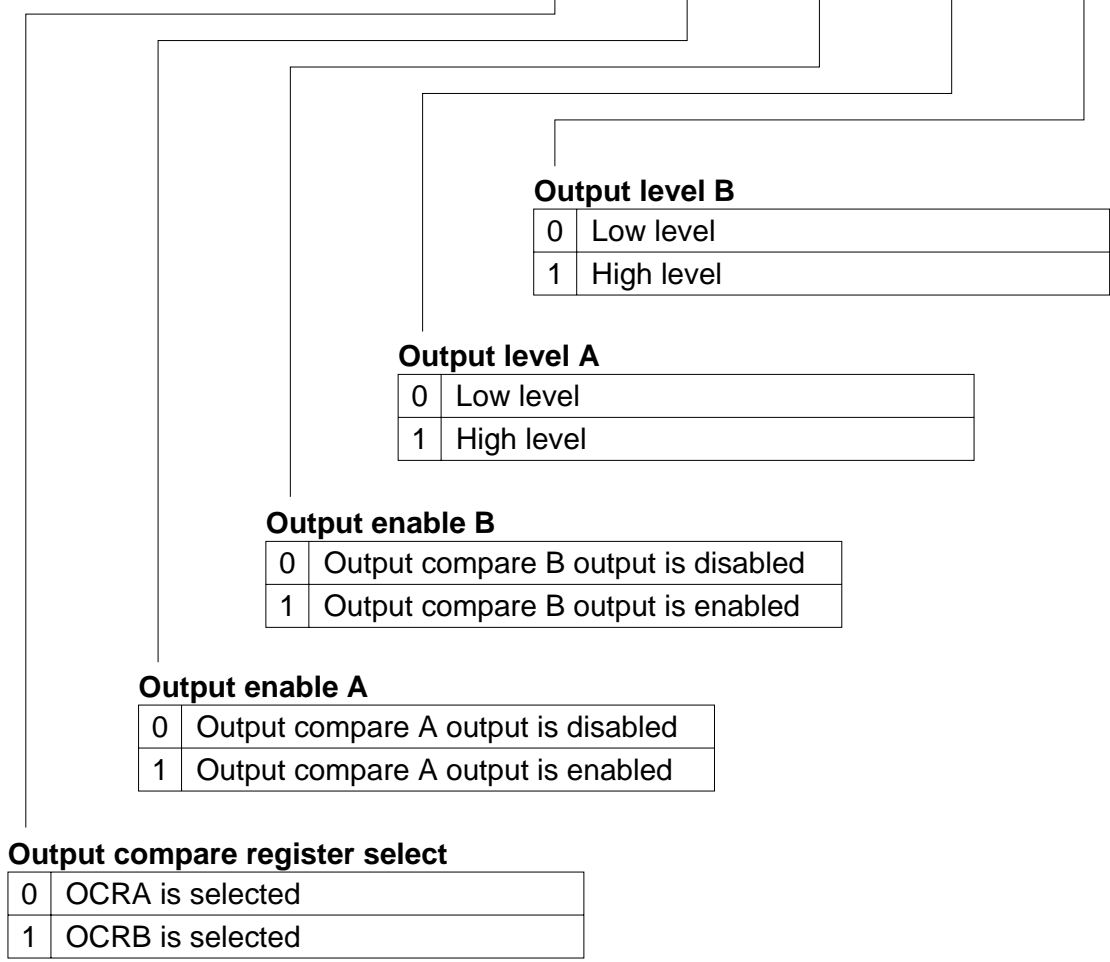 Output level B
0 Low level
1 High level
Output level A
0 Low level
1 High level
Output enable B
0 Output compare B output is disabled
1 Output compare B output is enabled
Output enable A
0 Output compare A output is disabled
1 Output compare A output is enabled
Output compare register select
0 OCRA is selected
1 OCRB is selected